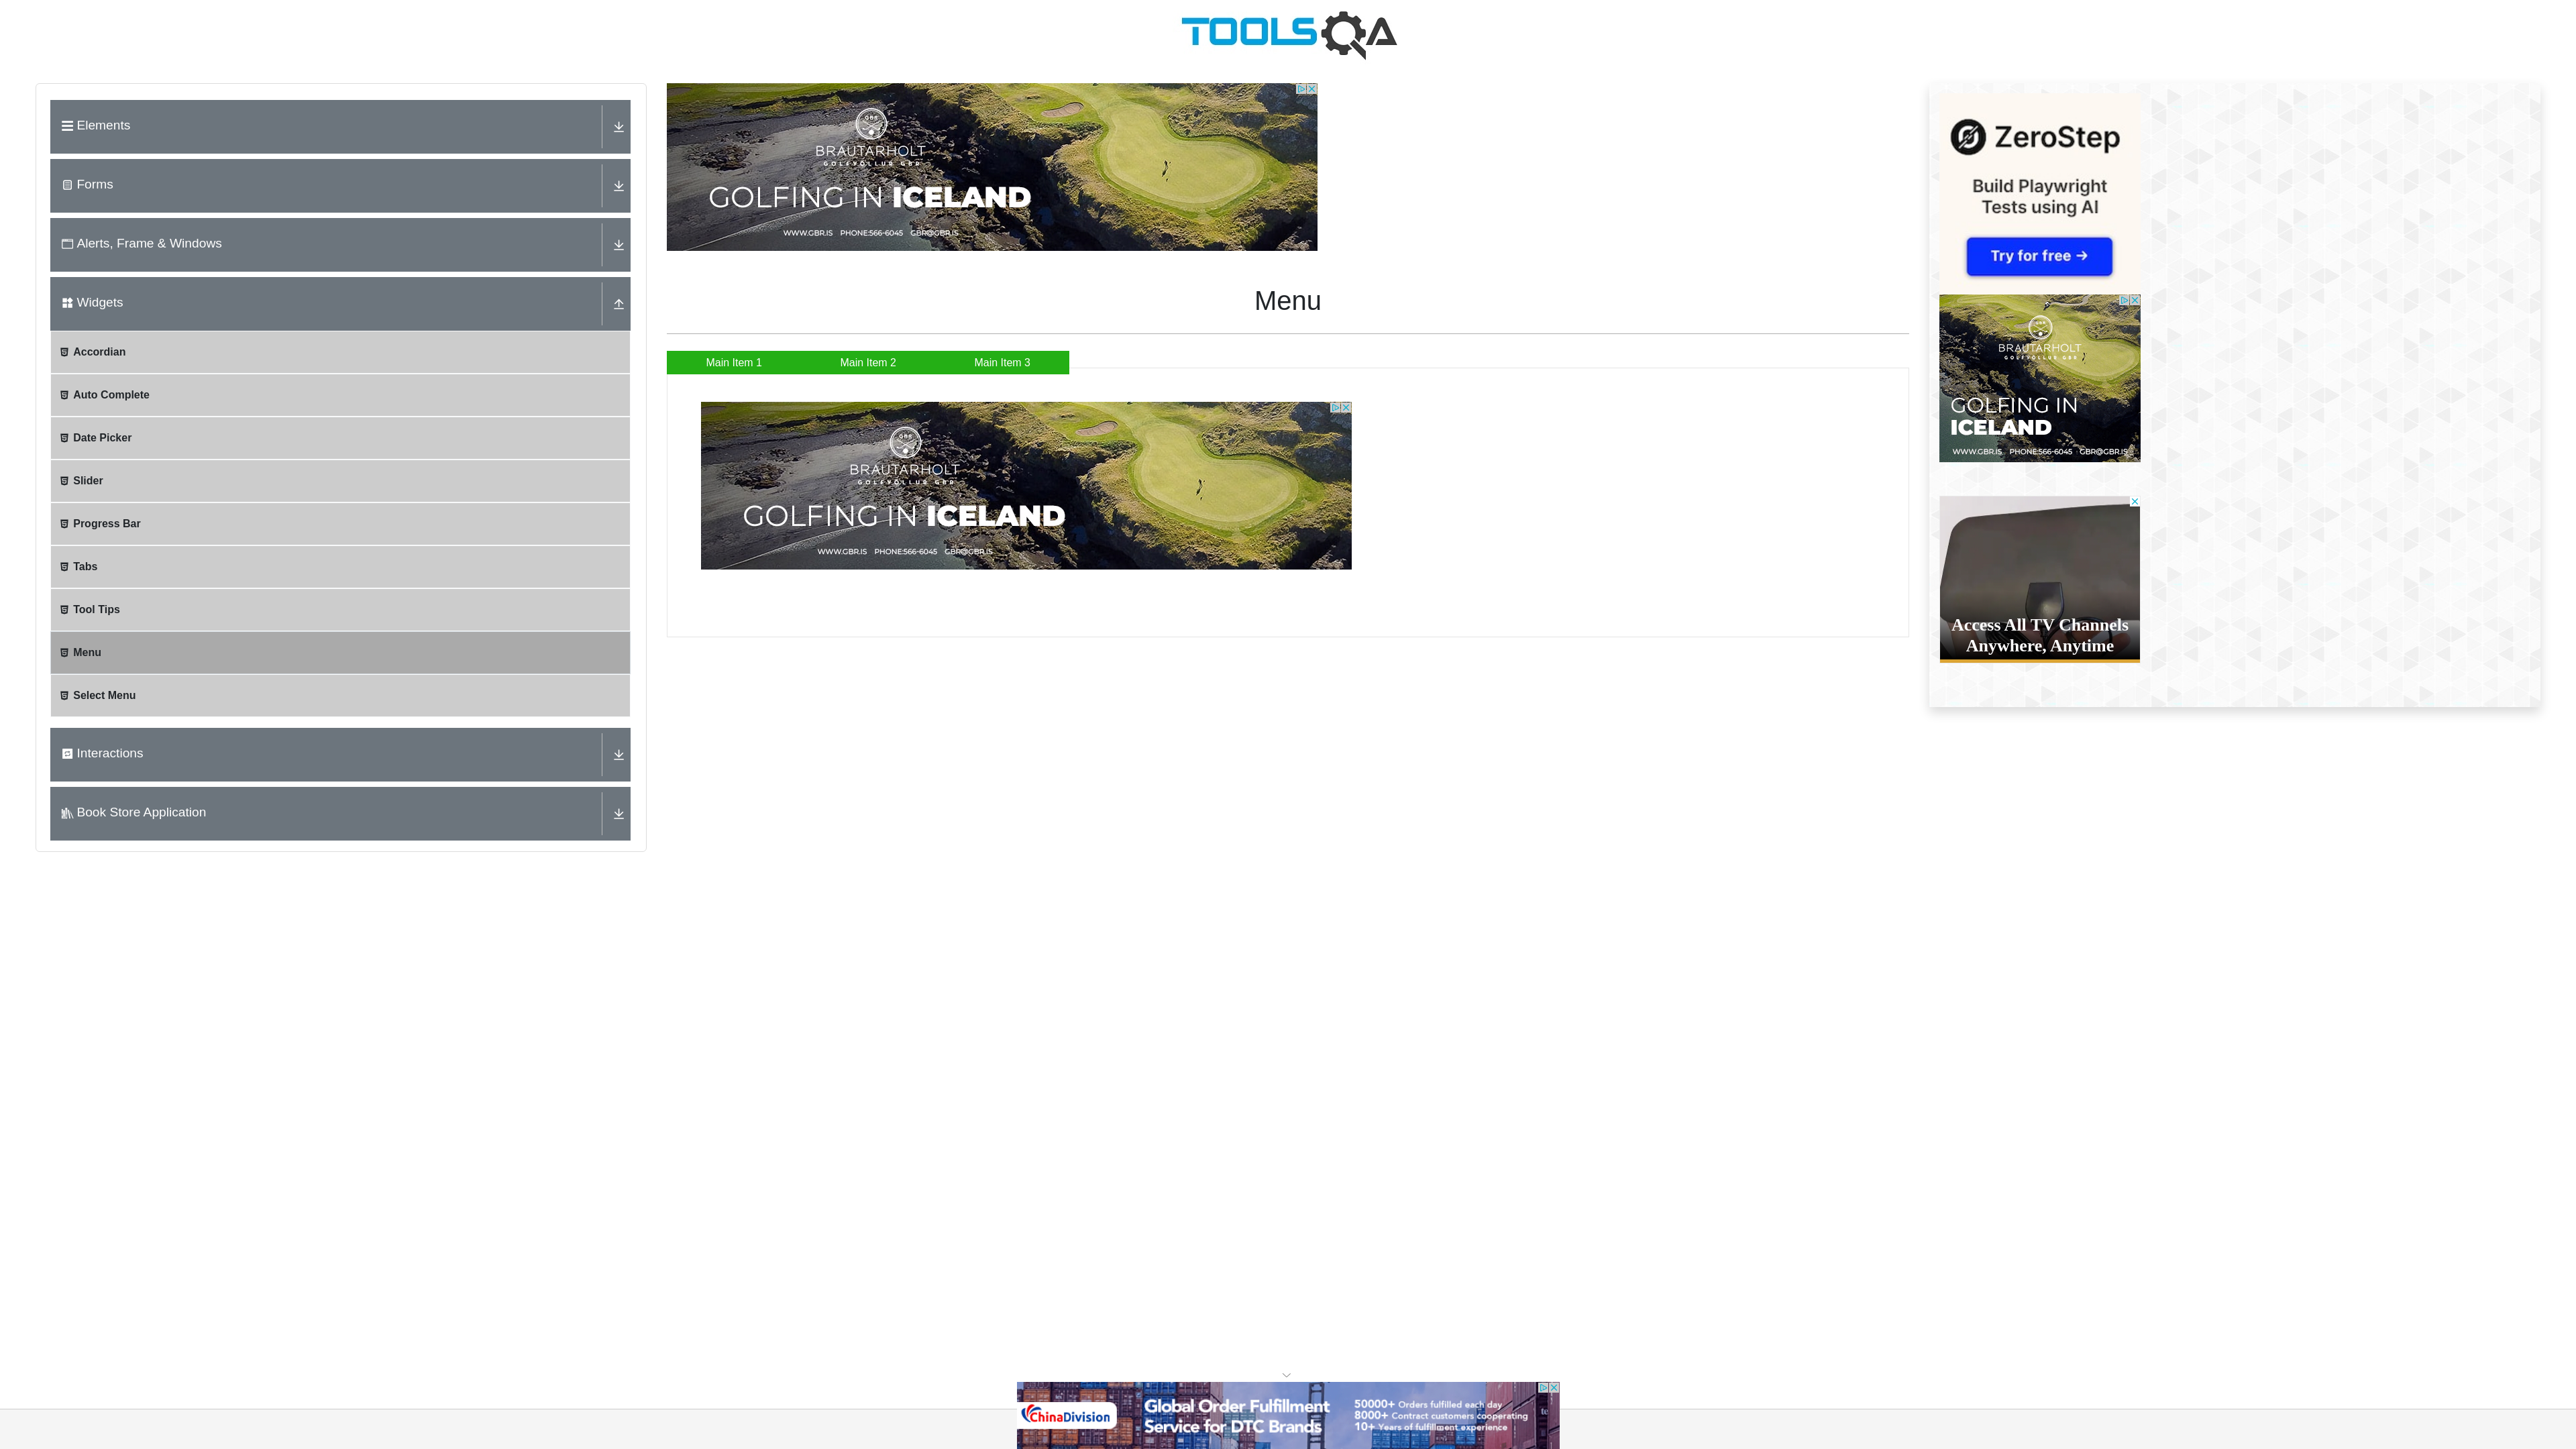 TOOLSQA
Elements
Forms
Alerts, Frame & Windows
Widgets
Accordian
Auto Complete
Date Picker
Slider
Progress Bar
Tabs
Tool Tips
Menu
Select Menu
Interactions
Book Store Application
GBR
BRAUTARHOLT
GOLFVÖLLUR GBR
GOLFING IN ICELAND
WWW.GBR.IS PHONE:566-6045 GBR@GBR.IS
Menu
Main Item 1
Main Item 2
Main Item 3
GBR
BRAUTARHOLT
GOLFVÖLLUR GBR
GOLFING IN ICELAND
WWW.GBR.IS PHONE:566-6045 GBR@GBR.IS
ZeroStep
Build Playwright
Tests using AI
Try for free →
BRAUTARHOLT
GOLFVÖLLUR GBR
GOLFING IN
ICELAND
WWW.GBR.IS PHONE:566-6045 GBR@GBR.IS
Access All TV Channels
Anywhere, Anytime
ChinaDivision
Global Order Fulfillment
Service for DTC Brands
50000+ Orders fulfilled each day
8000+ Contract customers cooperating
10+ Years of fulfillment experience